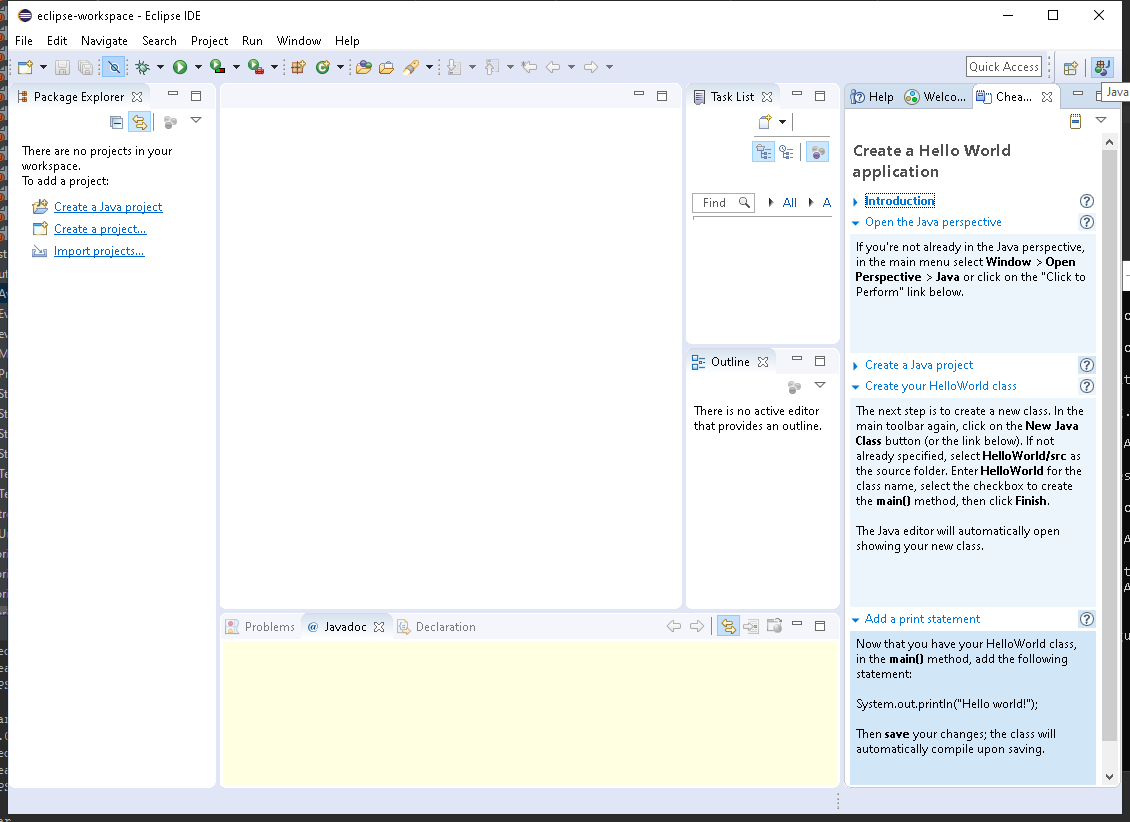 eclipse-workspace - Eclipse IDE
File Edit Navigate Search Project Run Window Help
Quick Access
Java
Package Explorer
There are no projects in your
workspace.
To add a project:
Create a Java project
Create a project...
Import projects...
Task List
Find
All
A
Outline
There is no active editor
that provides an outline.
Problems
@ Javadoc
Declaration
Help
Welco...
Chea...
Create a Hello World
application
Introduction
Open the Java perspective
If you're not already in the Java perspective,
in the main menu select Window > Open
Perspective > Java or click on the "Click to
Perform" link below.
Create a Java project
Create your HelloWorld class
The next step is to create a new class. In the
main toolbar again, click on the New Java
Class button (or the link below). If not
already specified, select HelloWorld/src as
the source folder. Enter HelloWorld for the
class name, select the checkbox to create
the main() method, then click Finish.
The Java editor will automatically open
showing your new class.
Add a print statement
Now that you have your HelloWorld class,
in the main() method, add the following
statement:
System.out.println("Hello world!");
Then save your changes; the class will
automatically compile upon saving.